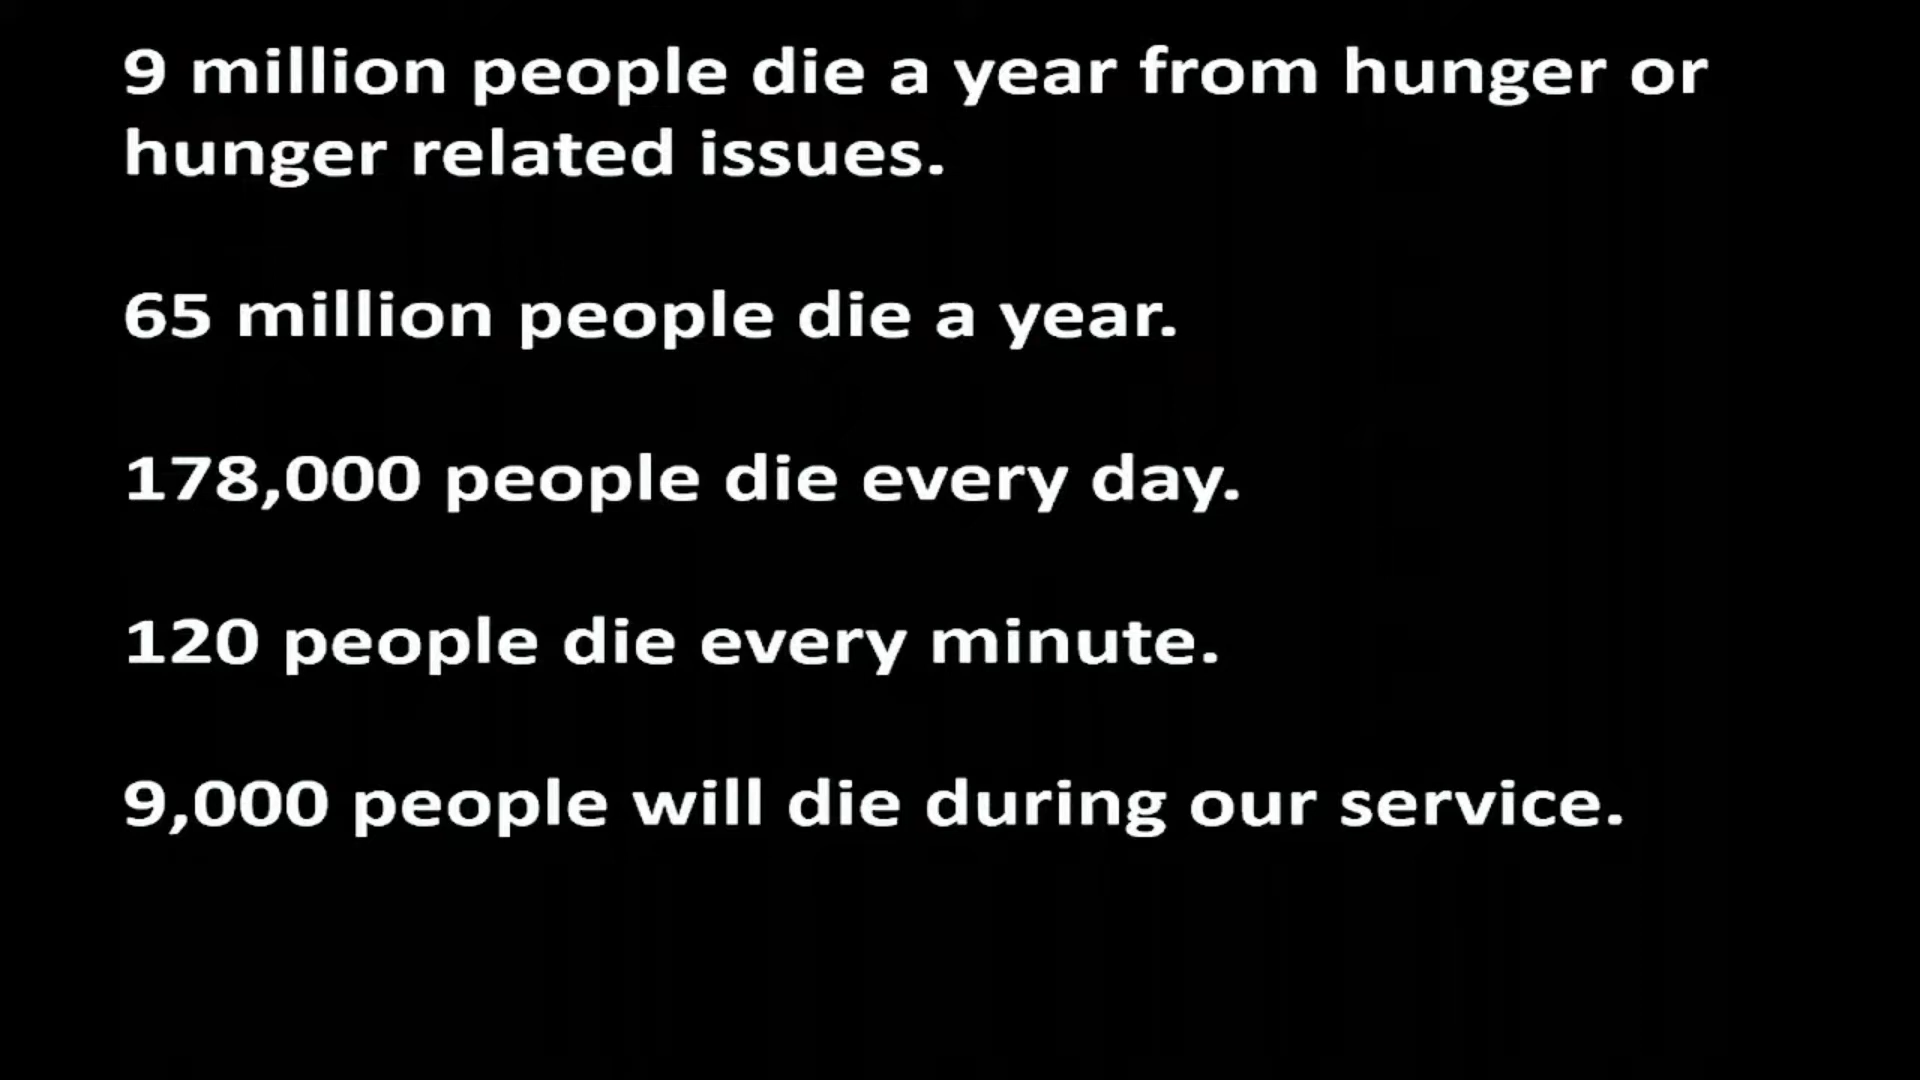 9 million people die a year from hunger or
hunger related issues.
65 million people die a year.
178,000 people die every day.
120 people die every minute.
9,000 people will die during our service.